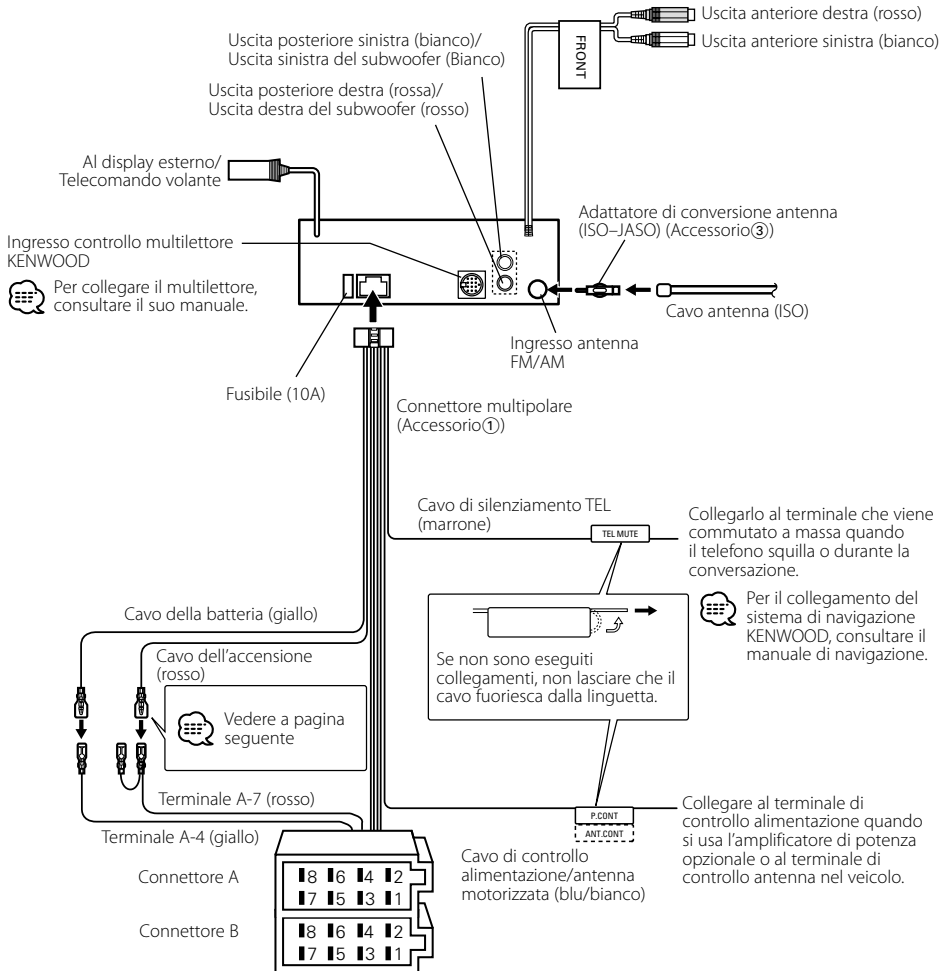 Uscita anteriore destra (rosso)
Uscita anteriore sinistra (bianco)
FRONT
Uscita posteriore sinistra (bianco)/
Uscita sinistra del subwoofer (Bianco)
Uscita posteriore destra (rossa)/
Uscita destra del subwoofer (rosso)
Al display esterno/
Telecomando volante
Adattatore di conversione antenna
(ISO–JASO) (Accessorio③)
Ingresso controllo multilettore
KENWOOD
Per collegare il multilettore,
consultare il suo manuale.
Cavo antenna (ISO)
Ingresso antenna
FM/AM
Fusibile (10A)
Connettore multipolare
(Accessorio①)
Cavo di silenziamento TEL
(marrone)
TEL MUTE
Collegarlo al terminale che viene
commutato a massa quando
il telefono squilla o durante la
conversazione.
Per il collegamento del
sistema di navigazione
KENWOOD, consultare il
manuale di navigazione.
Cavo della batteria (giallo)
Cavo dell'accensione
(rosso)
Se non sono eseguiti
collegamenti, non lasciare che il
cavo fuoriesca dalla linguetta.
Vedere a pagina
seguente
Terminale A-7 (rosso)
Terminale A-4 (giallo)
P.CONT
ANT.CONT
Collegare al terminale di
controllo alimentazione quando
si usa l'amplificatore di potenza
opzionale o al terminale di
controllo antenna nel veicolo.
Cavo di controllo
alimentazione/antenna
motorizzata (blu/bianco)
Connettore A
8 6 4 2
7 5 3 1
Connettore B
8 6 4 2
7 5 3 1